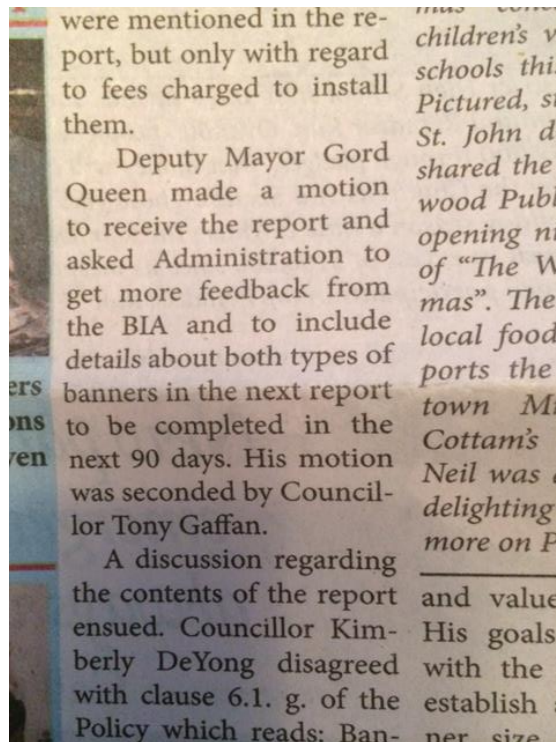 were mentioned in the re-
port, but only with regard
to fees charged to install
them.
Deputy Mayor Gord
Queen made a motion
to receive the report and
asked Administration to
get more feedback from
the BIA and to include
details about both types of
banners in the next report
to be completed in the
next 90 days. His motion
was seconded by Council-
lor Tony Gaffan.
A discussion regarding
the contents of the report
ensued. Councillor Kim-
berly DeYong disagreed
with clause 6.1. g. of the
Policy which reads: Ban-
children's
schools
Pictured,
St. John
shared the
wood
opening
of "The
mas". The
local food
ports the
town
Cottam's
Neil was
delighting
more on
and value
His goals
with the
establish
ner size
ers
ons
ven